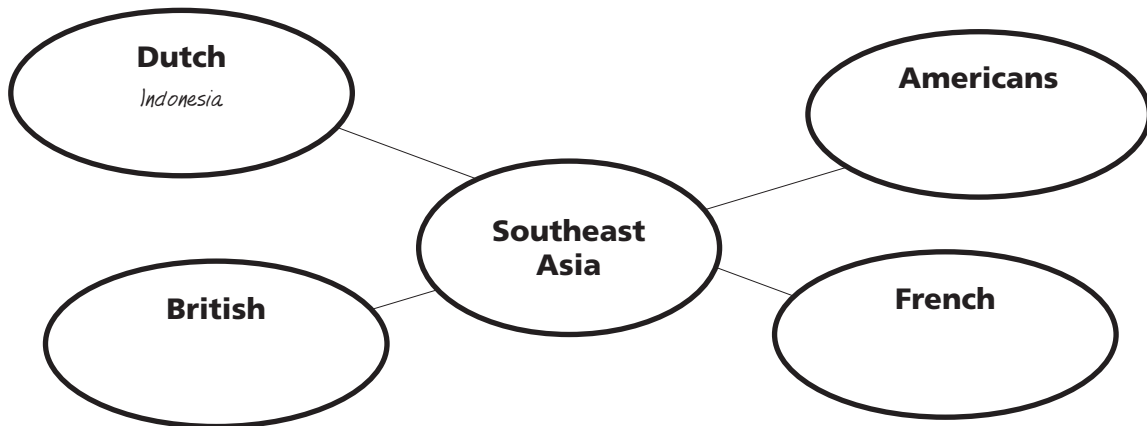 Dutch
Indonesia
Americans
Southeast
Asia
British
French